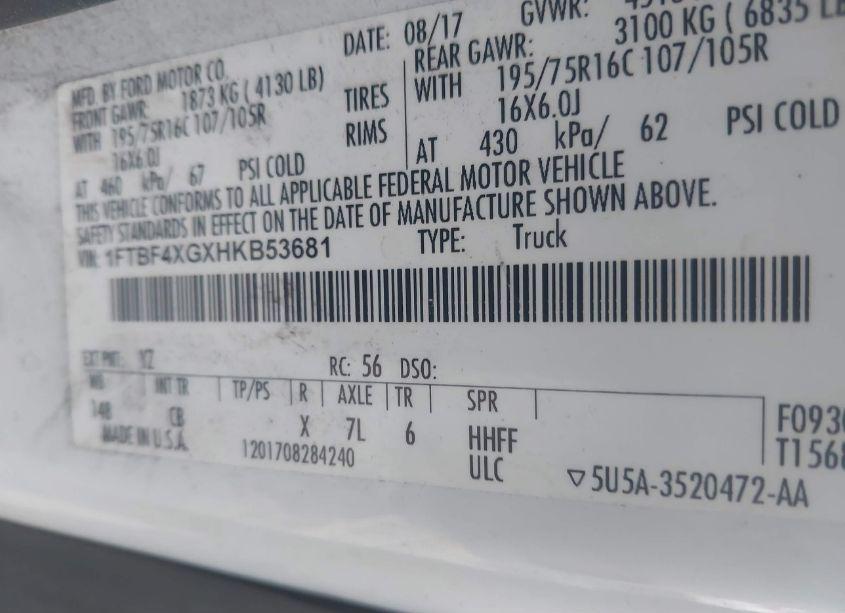 MFD. BY FORD MOTOR CO.
DATE: 08/17
GVWR:
FRONT GAWR: 1873 KG ( 4130 LB)
REAR GAWR: 3100 KG ( 6835 LB
WITH 195/75R16C 107/105R
TIRES
WITH 195/75R16C 107/105R
16X6.0J
RIMS
16X6.0J
AT 460 kPa/ 67 PSI COLD
AT 430 kPa/ 62 PSI COLD
THIS VEHICLE CONFORMS TO ALL APPLICABLE FEDERAL MOTOR VEHICLE
SAFETY STANDARDS IN EFFECT ON THE DATE OF MANUFACTURE SHOWN ABOVE.
VIN: 1FTBF4XGXHKB53681
TYPE: Truck
EXT PNT: YZ
RC: 56 DSO:
WB INT TR TP/PS R AXLE TR SPR
148 CB X 7L 6 HHFF
F093
MADE IN U.S.A.
1201708284240
ULC
T1568
▽5U5A-3520472-AA